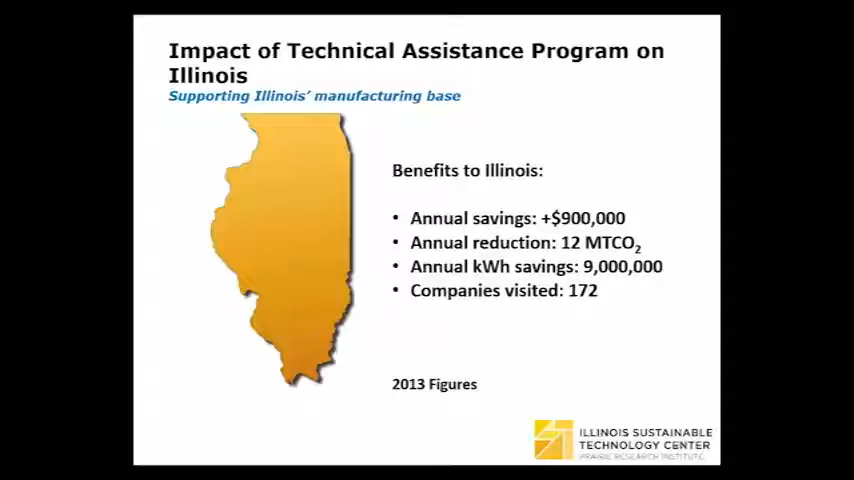 Impact of Technical Assistance Program on
Illinois
Supporting Illinois’ manufacturing base
Benefits to Illinois:
• Annual savings: +$900,000
• Annual reduction: 12 MTCO₂
• Annual kWh savings: 9,000,000
• Companies visited: 172
2013 Figures
ILLINOIS SUSTAINABLE
TECHNOLOGY CENTER
PRAIRIE RESEARCH INSTITUTE